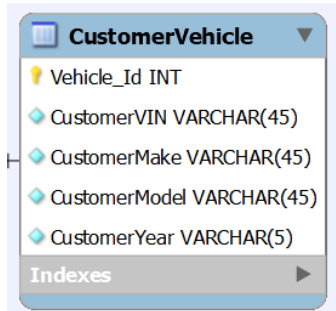 CustomerVehicle
Vehicle_Id INT
CustomerVIN VARCHAR(45)
CustomerMake VARCHAR(45)
CustomerModel VARCHAR(45)
CustomerYear VARCHAR(5)
Indexes